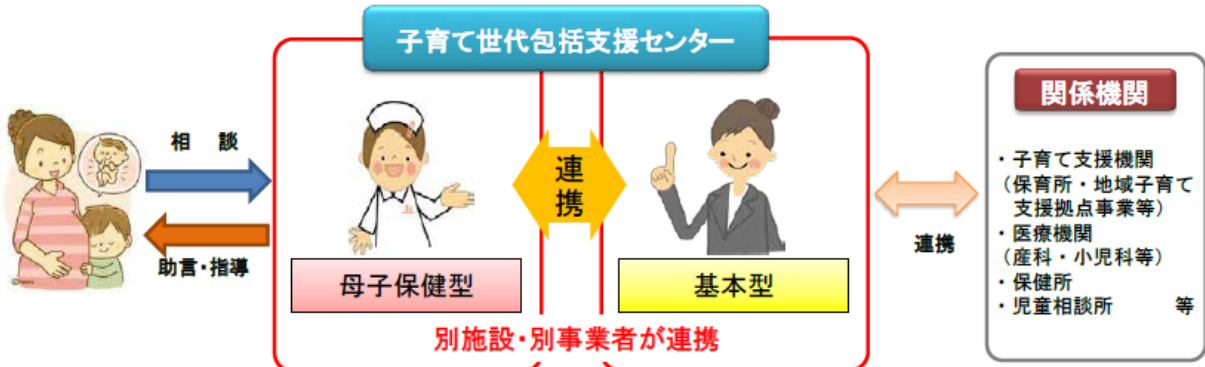 子育て世代包括支援センター
関係機関
相　談
助言・指導
連
携
母子保健型
基本型
別施設・別事業者が連携
連携
・子育て支援機関
（保育所・地域子育て
支援拠点事業等）
・医療機関
（産科・小児科等）
・保健所
・児童相談所　　等